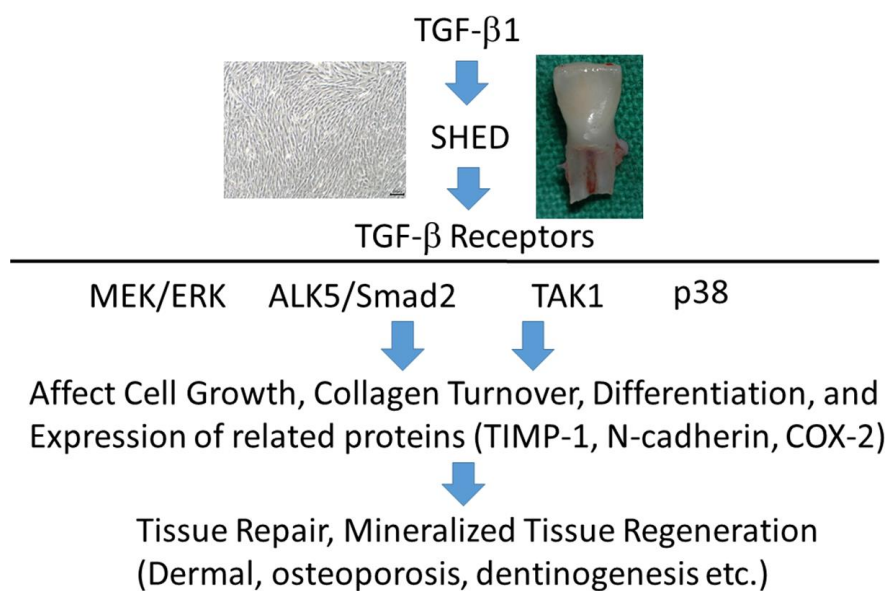 TGF-β1
SHED
TGF-β Receptors
MEK/ERK ALK5/Smad2 TAK1 p38
Affect Cell Growth, Collagen Turnover, Differentiation, and
Expression of related proteins (TIMP-1, N-cadherin, COX-2)
Tissue Repair, Mineralized Tissue Regeneration
(Dermal, osteoporosis, dentinogenesis etc.)